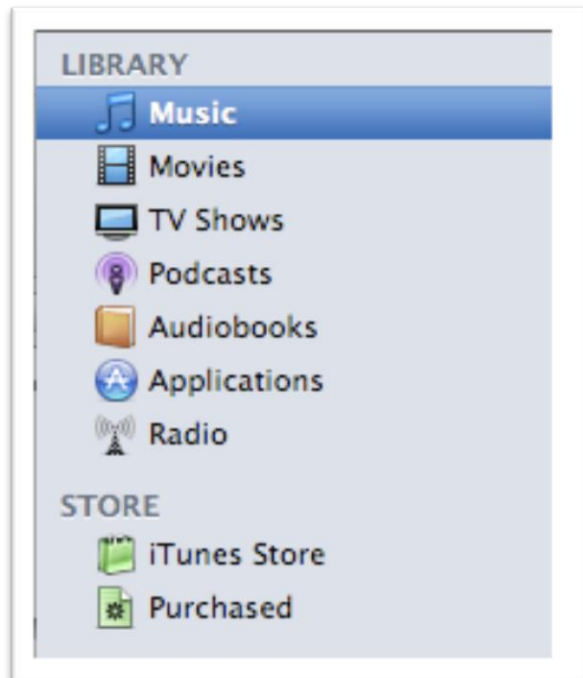 LIBRARY
Music
Movies
TV Shows
Podcasts
Audiobooks
Applications
Radio
STORE
iTunes Store
Purchased